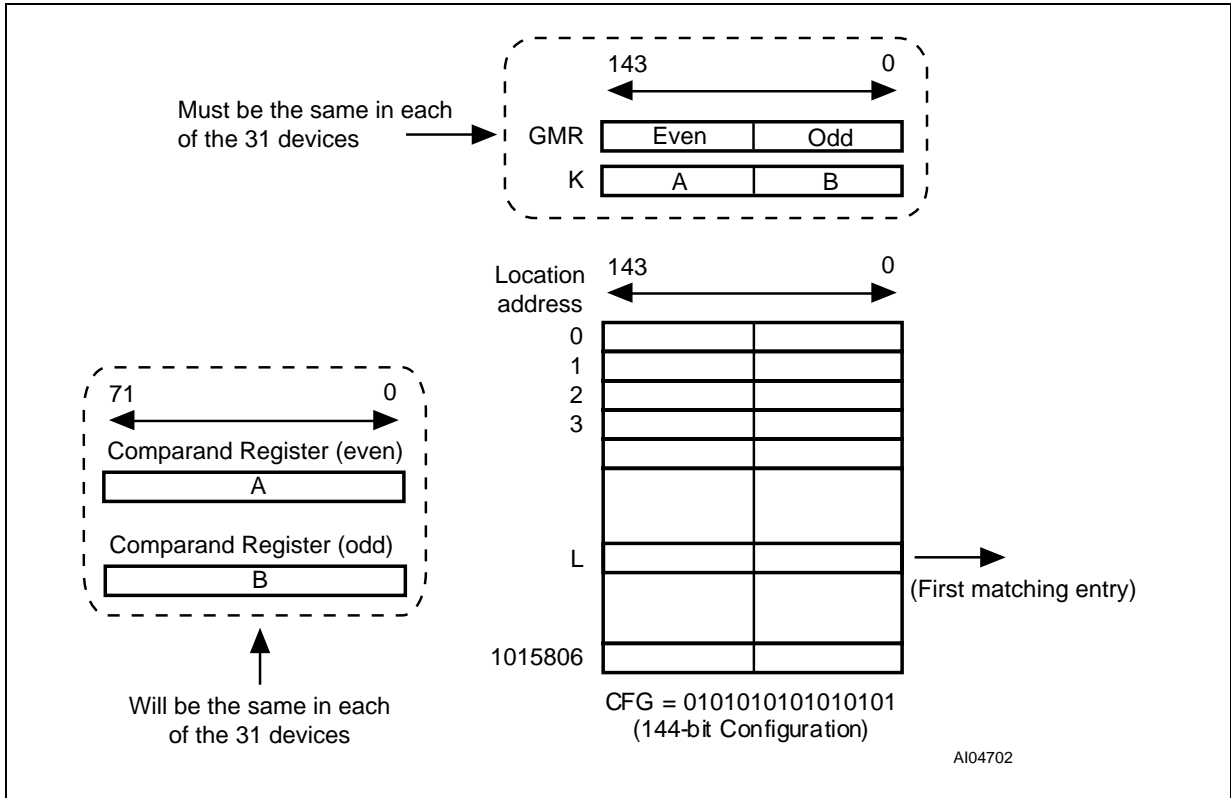 143 0
Must be the same in each
of the 31 devices
GMR Even Odd
K A B
Location
address
143 0
0
1
2
3
71 0
Comparand Register (even)
A
Comparand Register (odd)
B
L
(First matching entry)
1015806
Will be the same in each
of the 31 devices
CFG = 0101010101010101
(144-bit Configuration)
AI04702